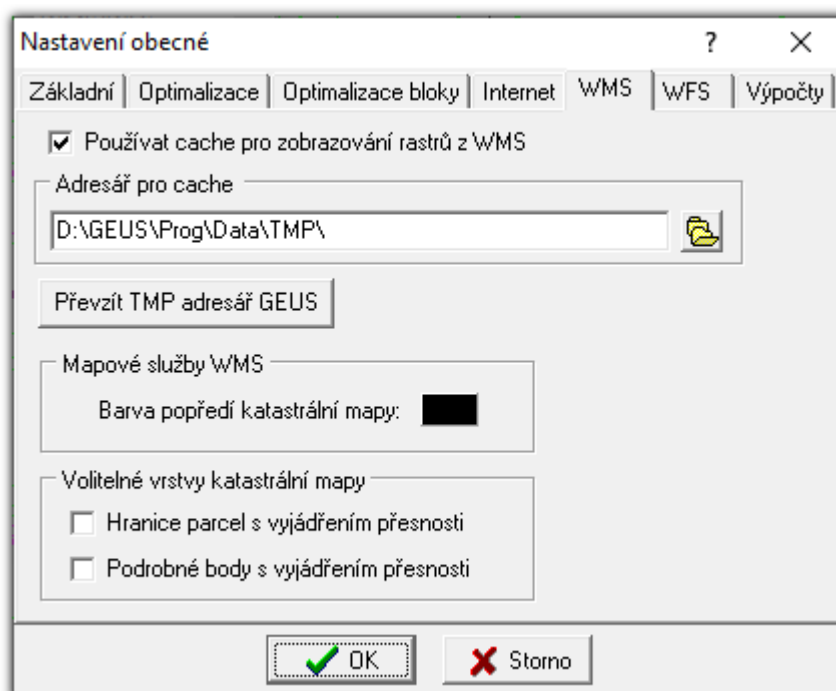 Nastavení obecné ?
Základní Optimalizace Optimalizace bloky Internet WMS WFS Výpočty
Používat cache pro zobrazování rastrů z WMS
Adresář pro cache
D:\GEUS\Prog\Data\TMP\
Převzít TMP adresář GEUS
Mapové služby WMS
Barva popředí katastrální mapy:
Volitelné vrstvy katastrální mapy
Hranice parcel s vyjádřením přesnosti
Podrobné body s vyjádřením přesnosti
OK Storno